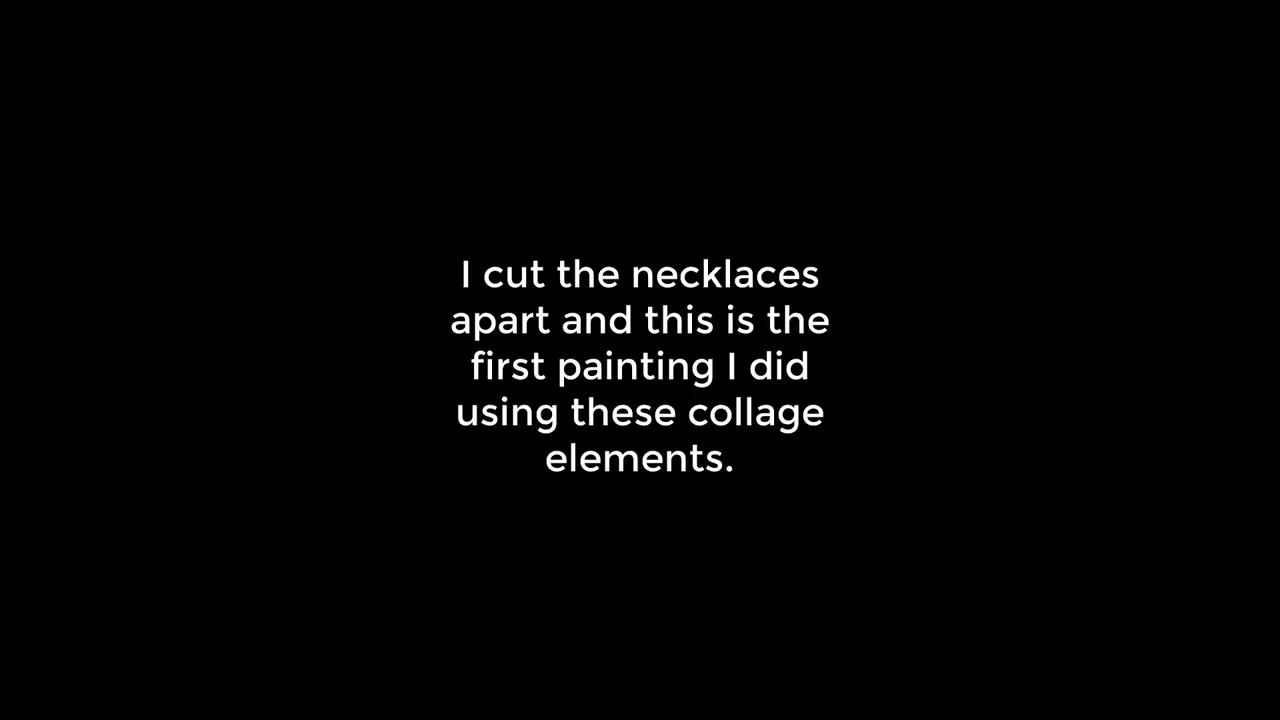 I cut the necklaces
apart and this is the
first painting I did
using these collage
elements.